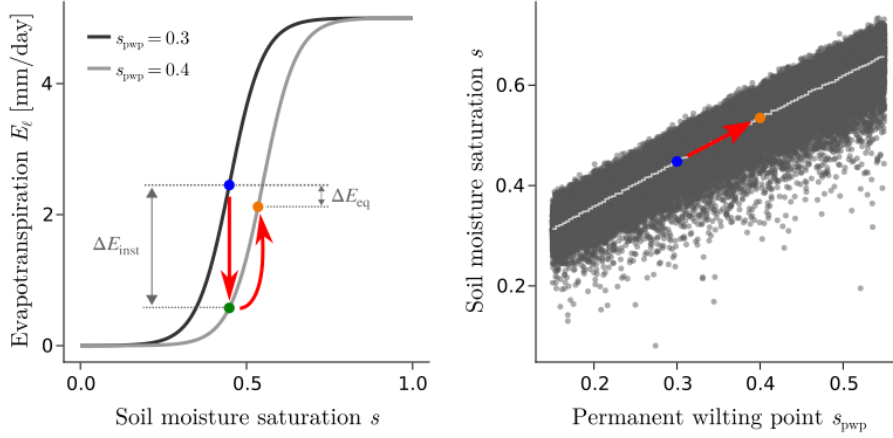 s_pwp = 0.3
s_pwp = 0.4
Evapotranspiration E_ℓ [mm/day]
4
2
0
ΔE_inst
ΔE_eq
0.0 0.5 1.0
Soil moisture saturation s
Soil moisture saturation s
0.6
0.4
0.2
0.2 0.3 0.4 0.5
Permanent wilting point s_pwp